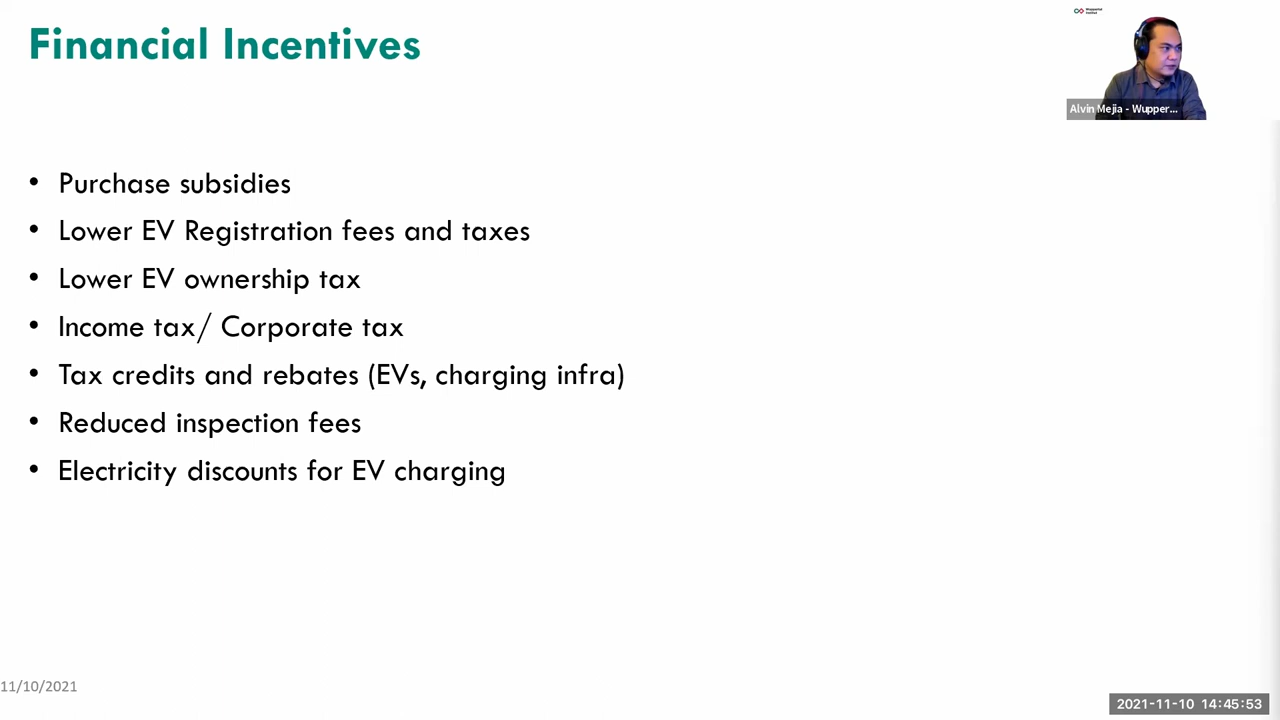 Financial Incentives
Wuppertal
Institut
Alvin Mejia - Wupper...
• Purchase subsidies
• Lower EV Registration fees and taxes
• Lower EV ownership tax
• Income tax/ Corporate tax
• Tax credits and rebates (EVs, charging infra)
• Reduced inspection fees
• Electricity discounts for EV charging
11/10/2021
2021-11-10 14:45:53